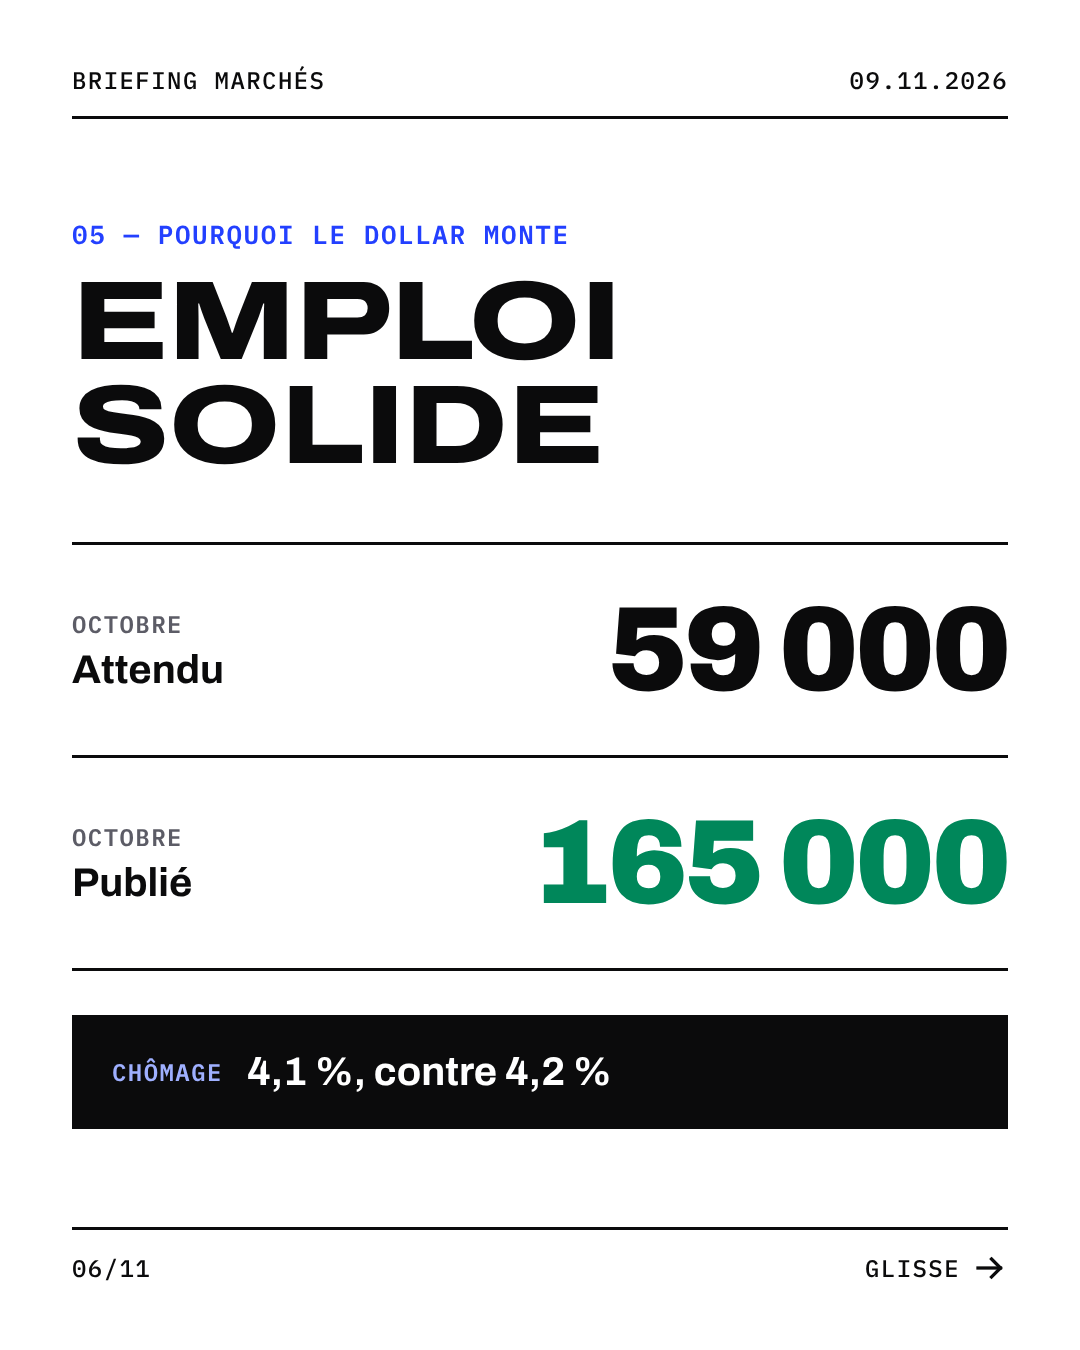 BRIEFING MARCHÉS
09.11.2026
05 — POURQUOI LE DOLLAR MONTE
EMPLOI
SOLIDE
OCTOBRE
Attendu
59 000
OCTOBRE
Publié
165 000
CHÔMAGE 4,1 %, contre 4,2 %
06/11
GLISSE →